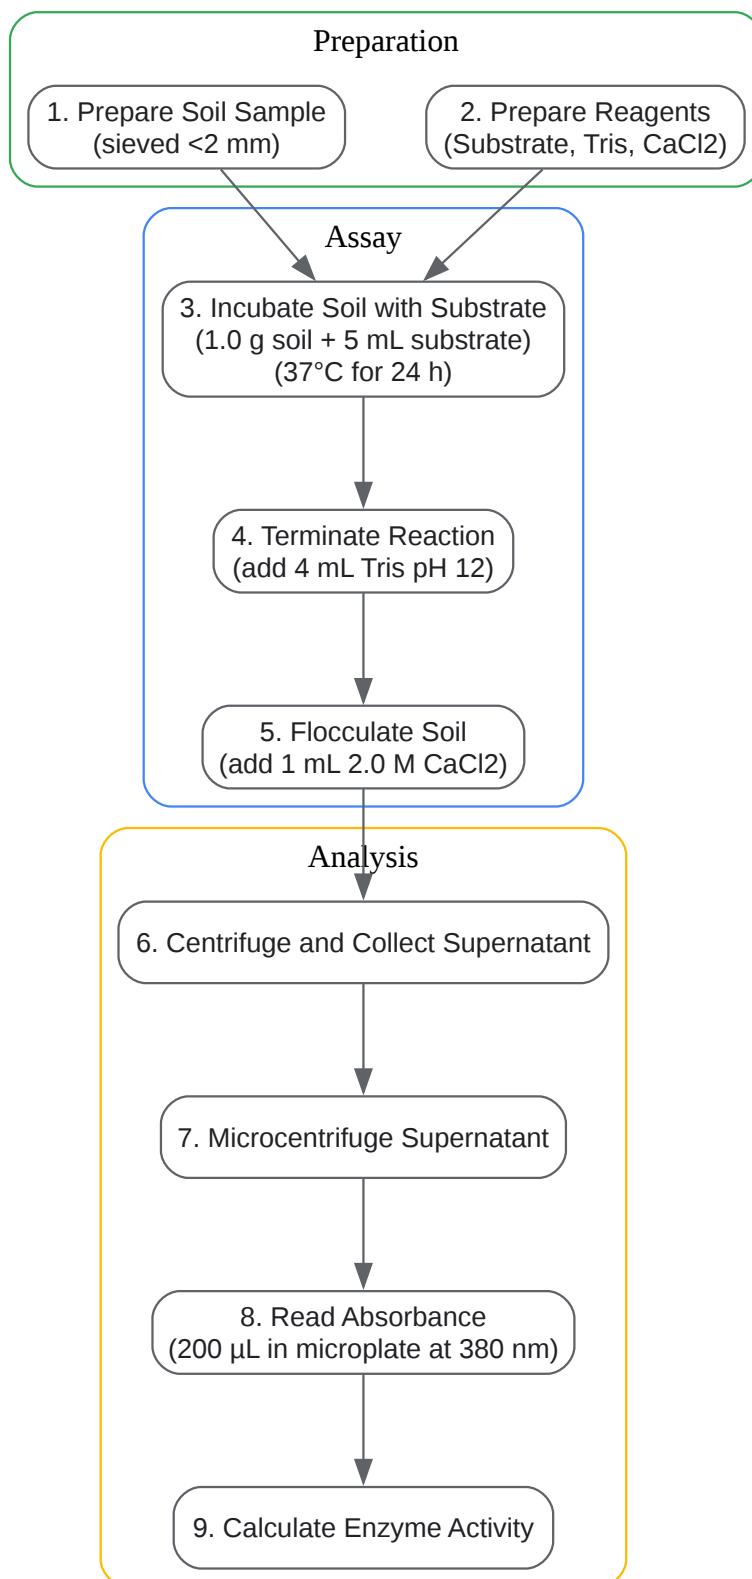 Preparation
1. Prepare Soil Sample
(sieved <2 mm)
2. Prepare Reagents
(Substrate, Tris, CaCl2)
Assay
3. Incubate Soil with Substrate
(1.0 g soil + 5 mL substrate)
(37°C for 24 h)
4. Terminate Reaction
(add 4 mL Tris pH 12)
5. Flocculate Soil
(add 1 mL 2.0 M CaCl2)
Analysis
6. Centrifuge and Collect Supernatant
7. Microcentrifuge Supernatant
8. Read Absorbance
(200 µL in microplate at 380 nm)
9. Calculate Enzyme Activity